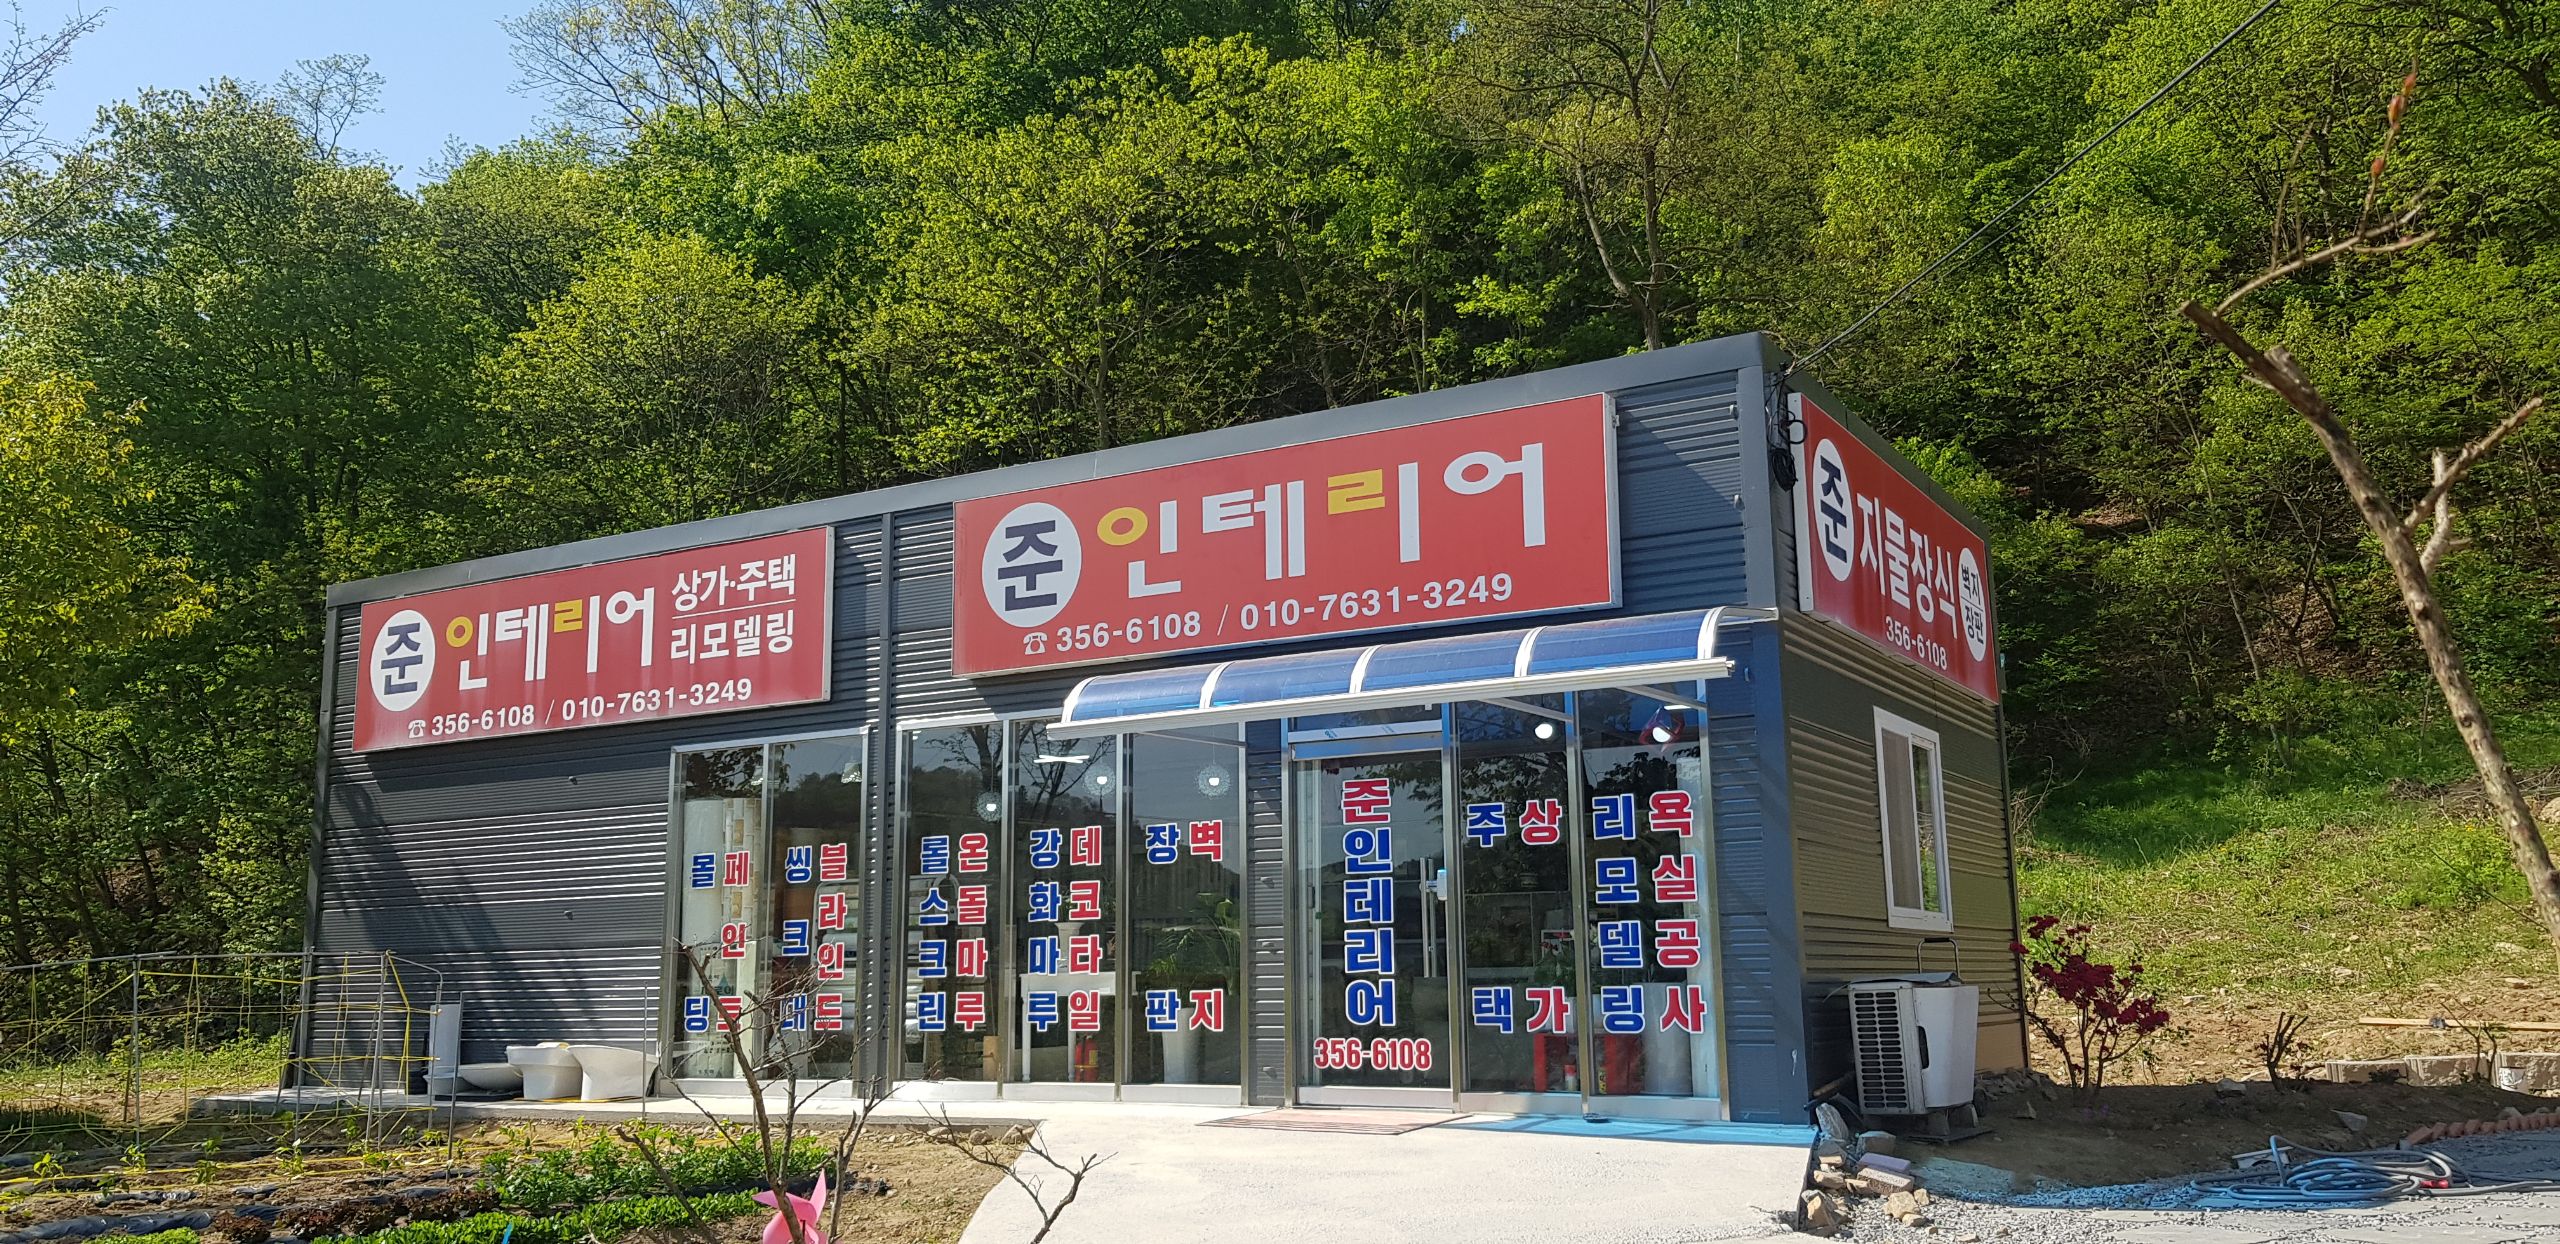 준 인테리어 상가·주택
리모델링
☎ 356-6108 / 010-7631-3249
준 인테리어
☎ 356-6108 / 010-7631-3249
준 지물장식 벽지
장판
356-6108
몰딩
페인트
씽크대
블라인드
롤스크린
온돌마루
강화마루
데코타일
장판
벽지
준인테리어
356-6108
주택
상가
리모델링
욕실공사